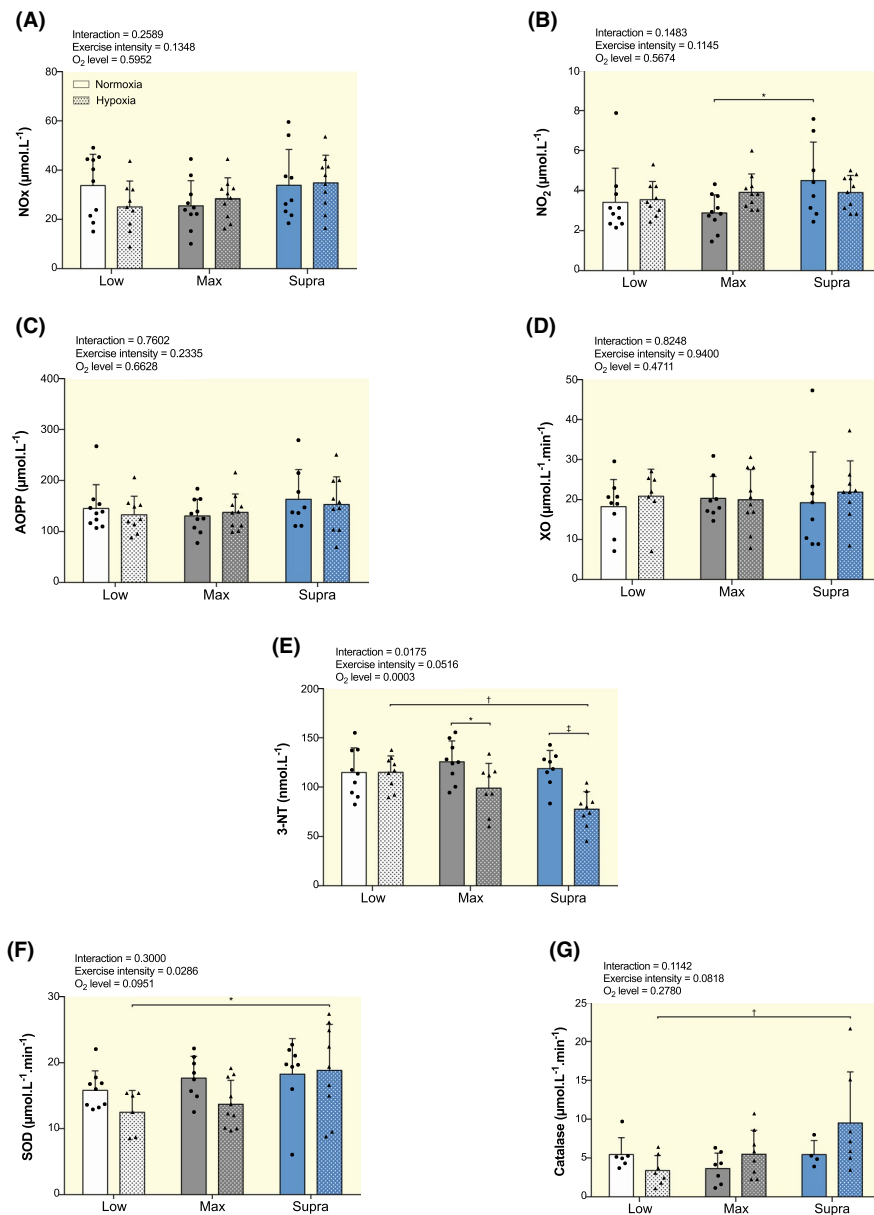 (A)
Interaction = 0.2589
Exercise intensity = 0.1348
O2 level = 0.5952
80
60
40
20
0
NOx (µmol.L-1)
Normoxia
Hypoxia
Low Max Supra
(B)
Interaction = 0.1483
Exercise intensity = 0.1145
O2 level = 0.5674
10
8
6
4
2
0
NO2 (µmol.L-1)
*
Low Max Supra
(C)
Interaction = 0.7602
Exercise intensity = 0.2335
O2 level = 0.6628
400
300
200
100
0
AOPP (µmol.L-1)
Low Max Supra
(D)
Interaction = 0.8248
Exercise intensity = 0.9400
O2 level = 0.4711
50
40
30
20
10
0
XO (µmol.L-1.min-1)
Low Max Supra
(E)
Interaction = 0.0175
Exercise intensity = 0.0516
O2 level = 0.0003
200
150
100
50
0
3-NT (nmol.L-1)
†
* ‡
Low Max Supra
(F)
Interaction = 0.3000
Exercise intensity = 0.0286
O2 level = 0.0951
30
20
10
0
SOD (µmol.L-1.min-1)
*
Low Max Supra
(G)
Interaction = 0.1142
Exercise intensity = 0.0818
O2 level = 0.2780
25
20
15
10
5
0
Catalase (µmol.L-1.min-1)
†
Low Max Supra